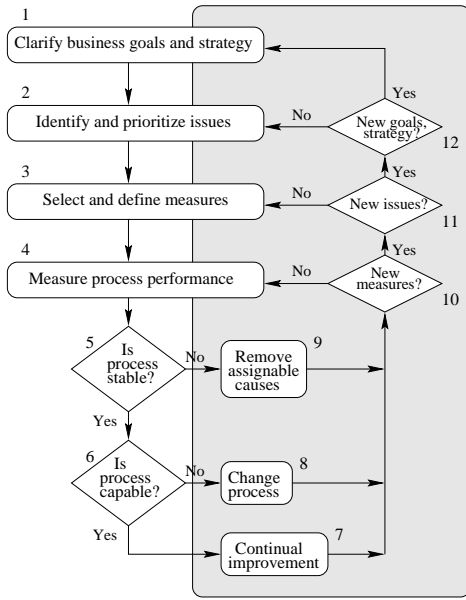 1
Clarify business goals and strategy
Yes
2
Identify and prioritize issues
No
New goals,
strategy?
12
Yes
3
Select and define measures
No
New issues?
11
Yes
4
Measure process performance
No
New
measures?
10
5
Is
process
stable?
No
9
Remove
assignable
causes
Yes
6
Is
process
capable?
No
8
Change
process
Yes
7
Continual
improvement